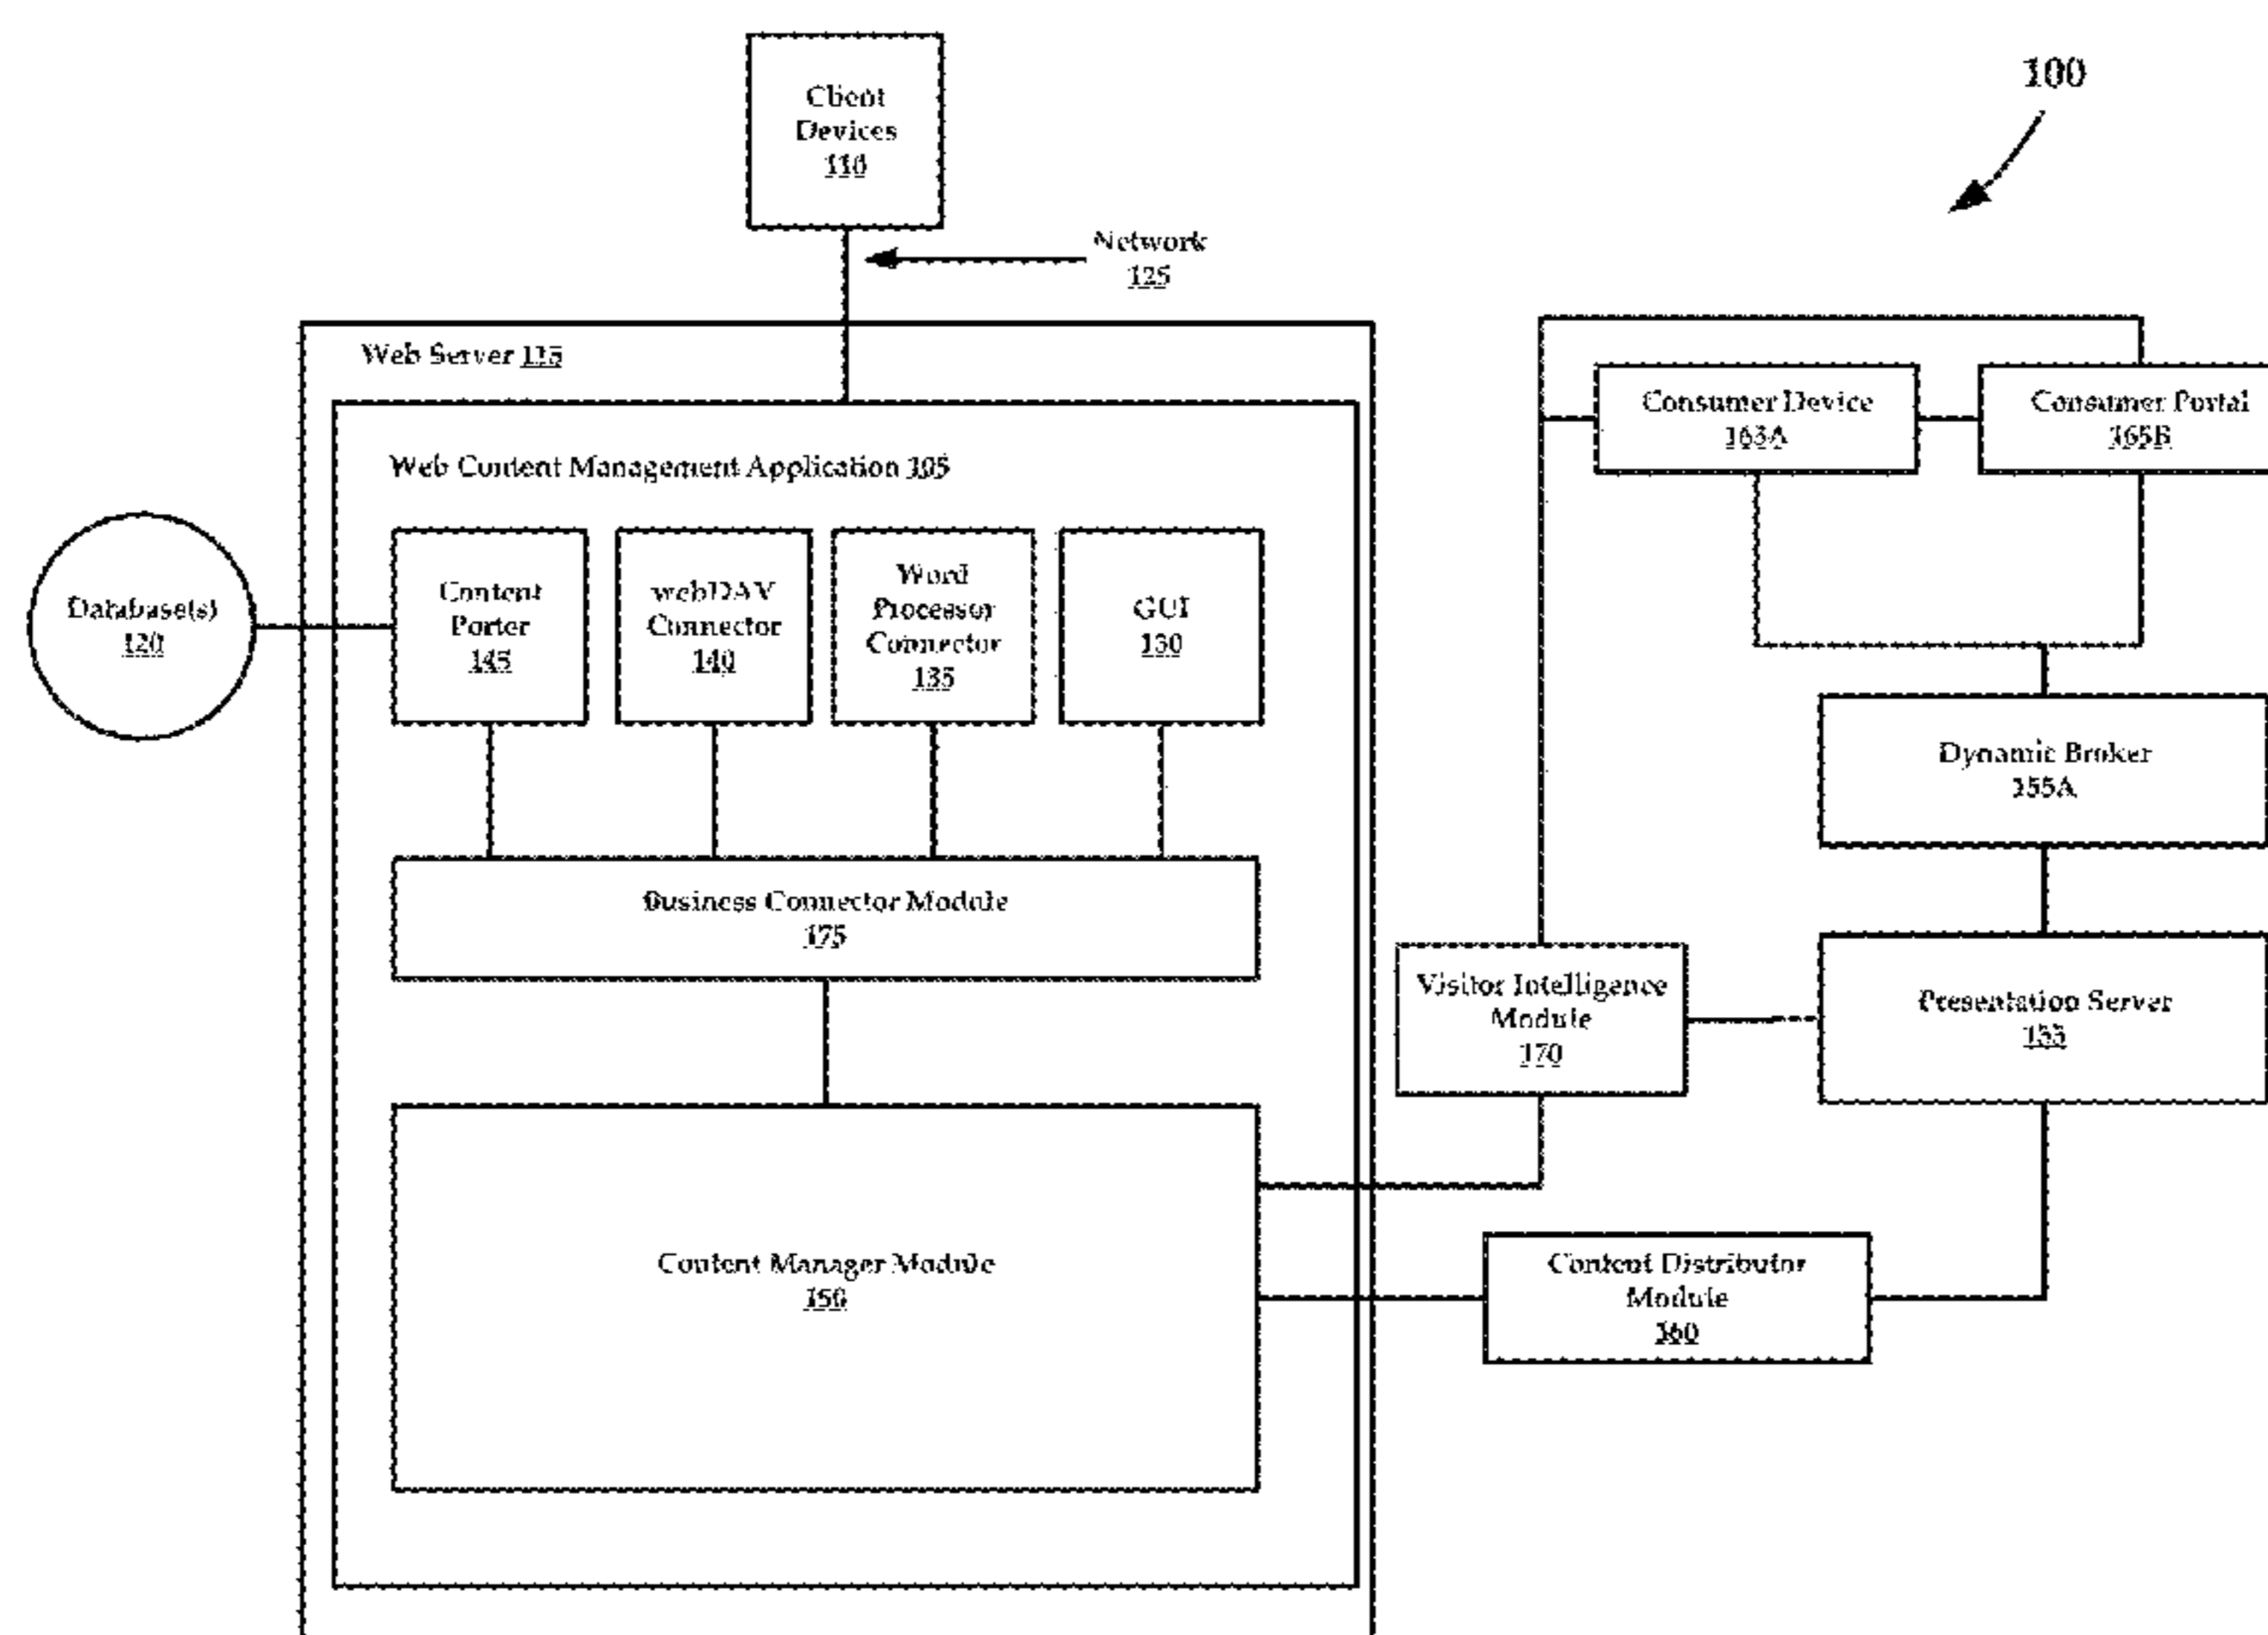 100
Client
Devices
110
Network
125
Web Server 115
Web Content Management Application 105
Consumer Device
165A
Consumer Portal
165B
Database(s)
120
Content
Porter
145
webDAV
Connector
140
Word
Processor
Connector
135
GUI
130
Dynamic Broker
155A
Business Connector Module
175
Visitor Intelligence
Module
170
Presentation Server
155
Content Manager Module
150
Content Distributor
Module
160